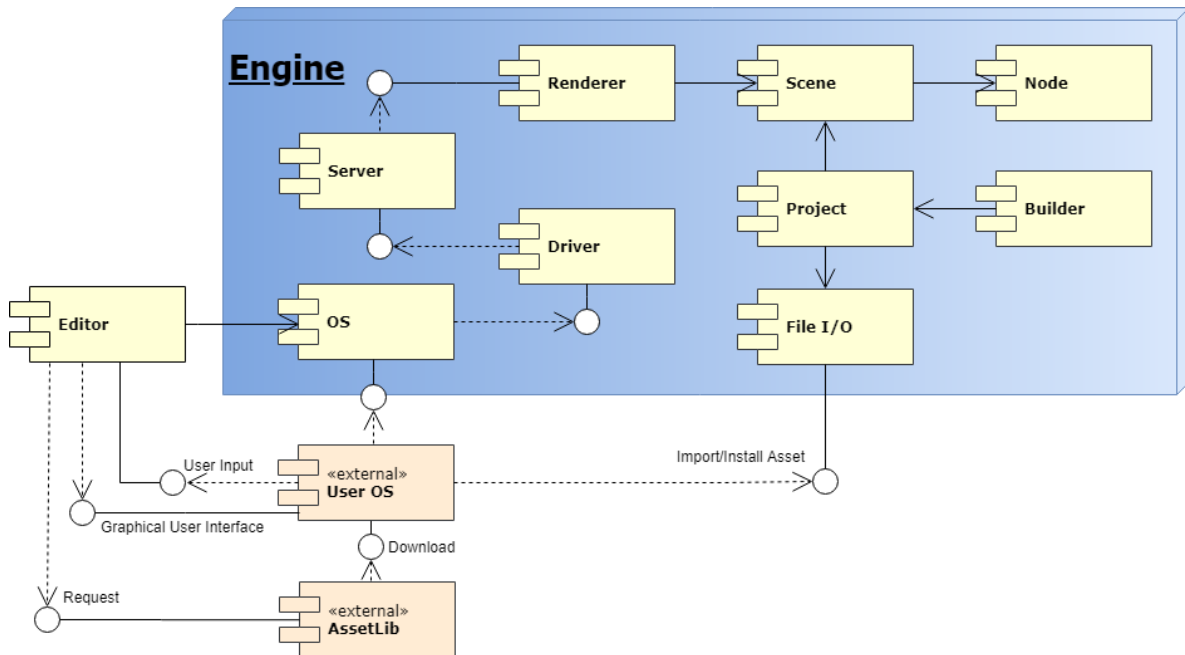 Engine
Renderer
Scene
Node
Server
Project
Builder
Driver
Editor
OS
File I/O
User Input
«external»
User OS
Import/Install Asset
Graphical User Interface
Download
Request
«external»
AssetLib